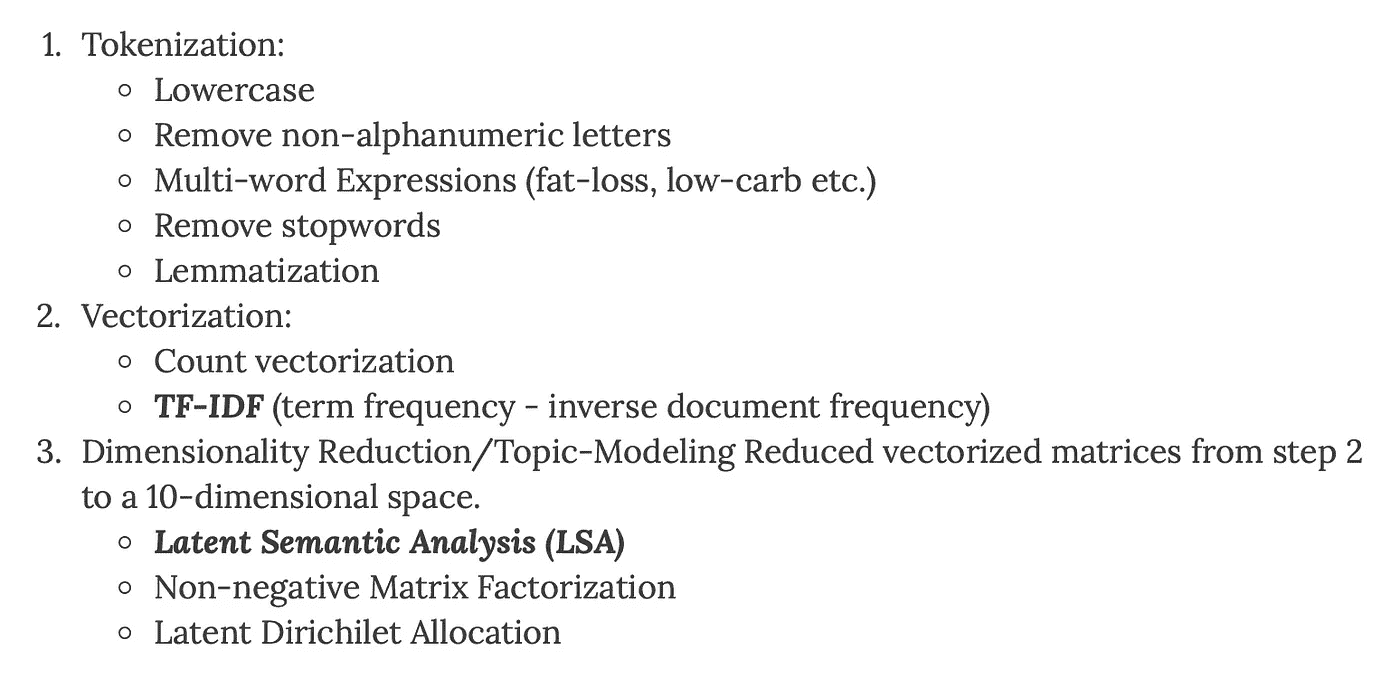 1. Tokenization:
○ Lowercase
○ Remove non-alphanumeric letters
○ Multi-word Expressions (fat-loss, low-carb etc.)
○ Remove stopwords
○ Lemmatization
2. Vectorization:
○ Count vectorization
○ TF-IDF (term frequency - inverse document frequency)
3. Dimensionality Reduction/Topic-Modeling Reduced vectorized matrices from step 2
to a 10-dimensional space.
○ Latent Semantic Analysis (LSA)
○ Non-negative Matrix Factorization
○ Latent Dirichilet Allocation